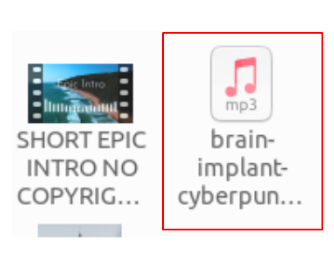 Epic Intro
SHORT EPIC
INTRO NO
COPYRIG...
mp3
brain-
implant-
cyberpun...